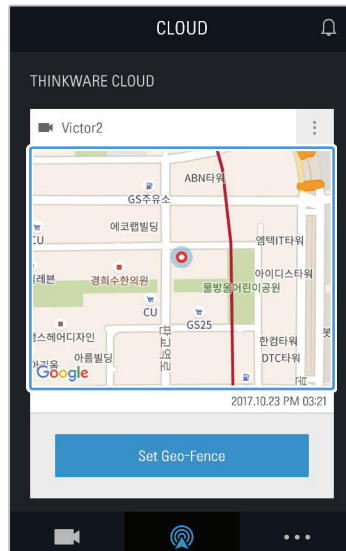 CLOUD
THINKWARE CLOUD
Victor2
ABN타워
GS주유소
에코랩빌딩
CU
엠텍IT타워
경희수한의원
아이디스타워
물방울어린이공원
CU
GS25
스헤어디자인
판교역로
한컴타워
아름빌딩
DTC타워
Google
2017.10.23 PM 03:21
Set Geo-Fence